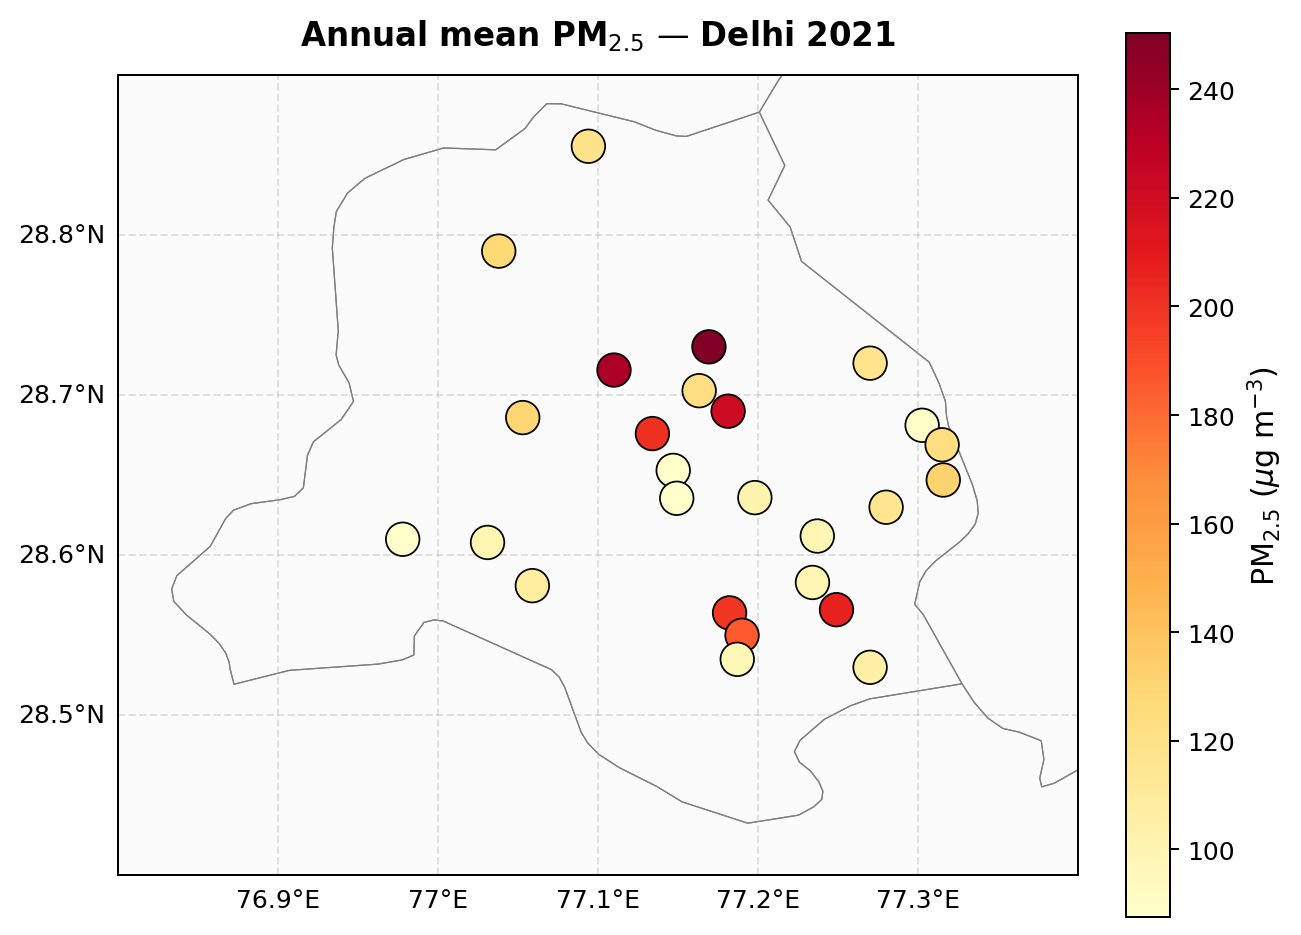 Annual mean PM₂.₅ — Delhi 2021
28.8°N
28.7°N
28.6°N
28.5°N
76.9°E
77°E
77.1°E
77.2°E
77.3°E
240
220
200
180
160
140
120
100
PM₂.₅ (μg m⁻³)